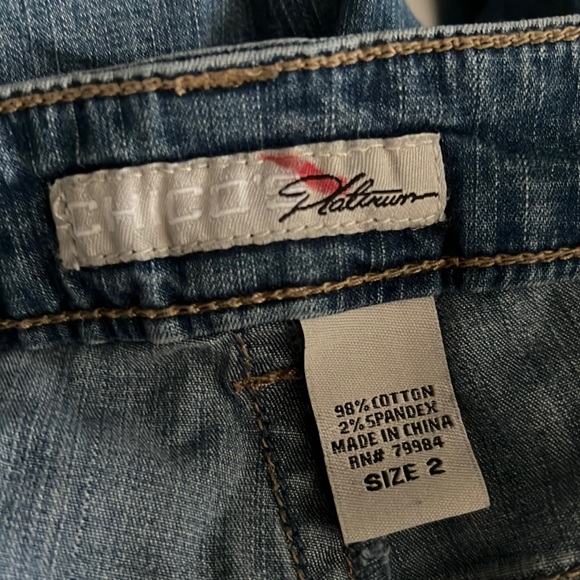 CHICO'S Platinum
98% COTTON
2% SPANDEX
MADE IN CHINA
RN# 79984
SIZE 2